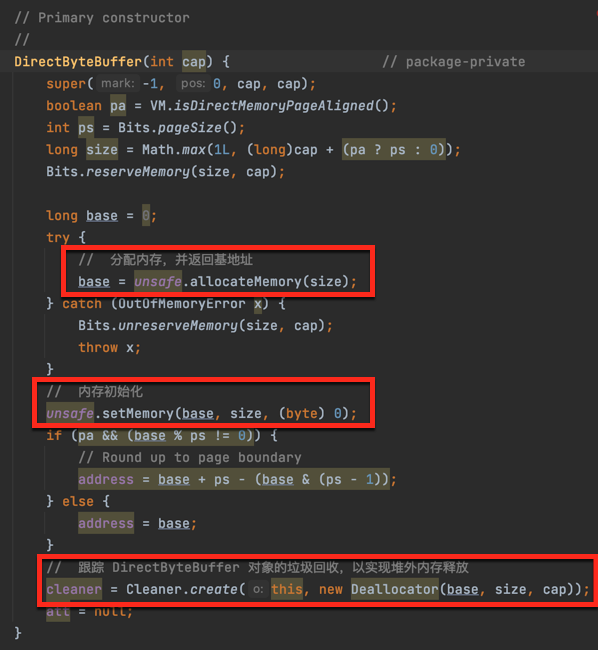 // Primary constructor
//
DirectByteBuffer(int cap) {                   // package-private
    super( mark: -1,  pos: 0, cap, cap);
    boolean pa = VM.isDirectMemoryPageAligned();
    int ps = Bits.pageSize();
    long size = Math.max(1L, (long)cap + (pa ? ps : 0));
    Bits.reserveMemory(size, cap);

    long base = 0;
    try {
        //  分配内存，并返回基地址
        base = unsafe.allocateMemory(size);
    } catch (OutOfMemoryError x) {
        Bits.unreserveMemory(size, cap);
        throw x;
    }
    //  内存初始化
    unsafe.setMemory(base, size, (byte) 0);
    if (pa && (base % ps != 0)) {
        // Round up to page boundary
        address = base + ps - (base & (ps - 1));
    } else {
        address = base;
    }
    //  跟踪 DirectByteBuffer 对象的垃圾回收，以实现堆外内存释放
    cleaner = Cleaner.create( o: this, new Deallocator(base, size, cap));
    att = null;
}